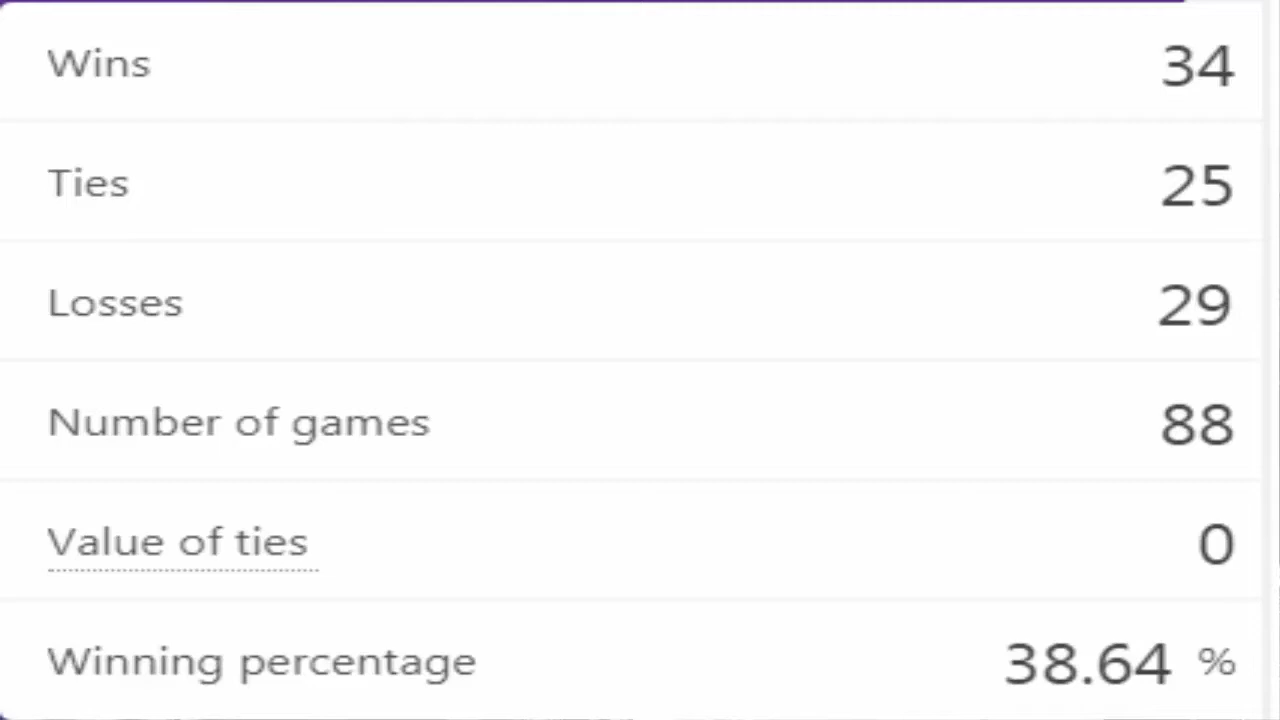 Wins 34
Ties 25
Losses 29
Number of games 88
Value of ties 0
Winning percentage 38.64 %